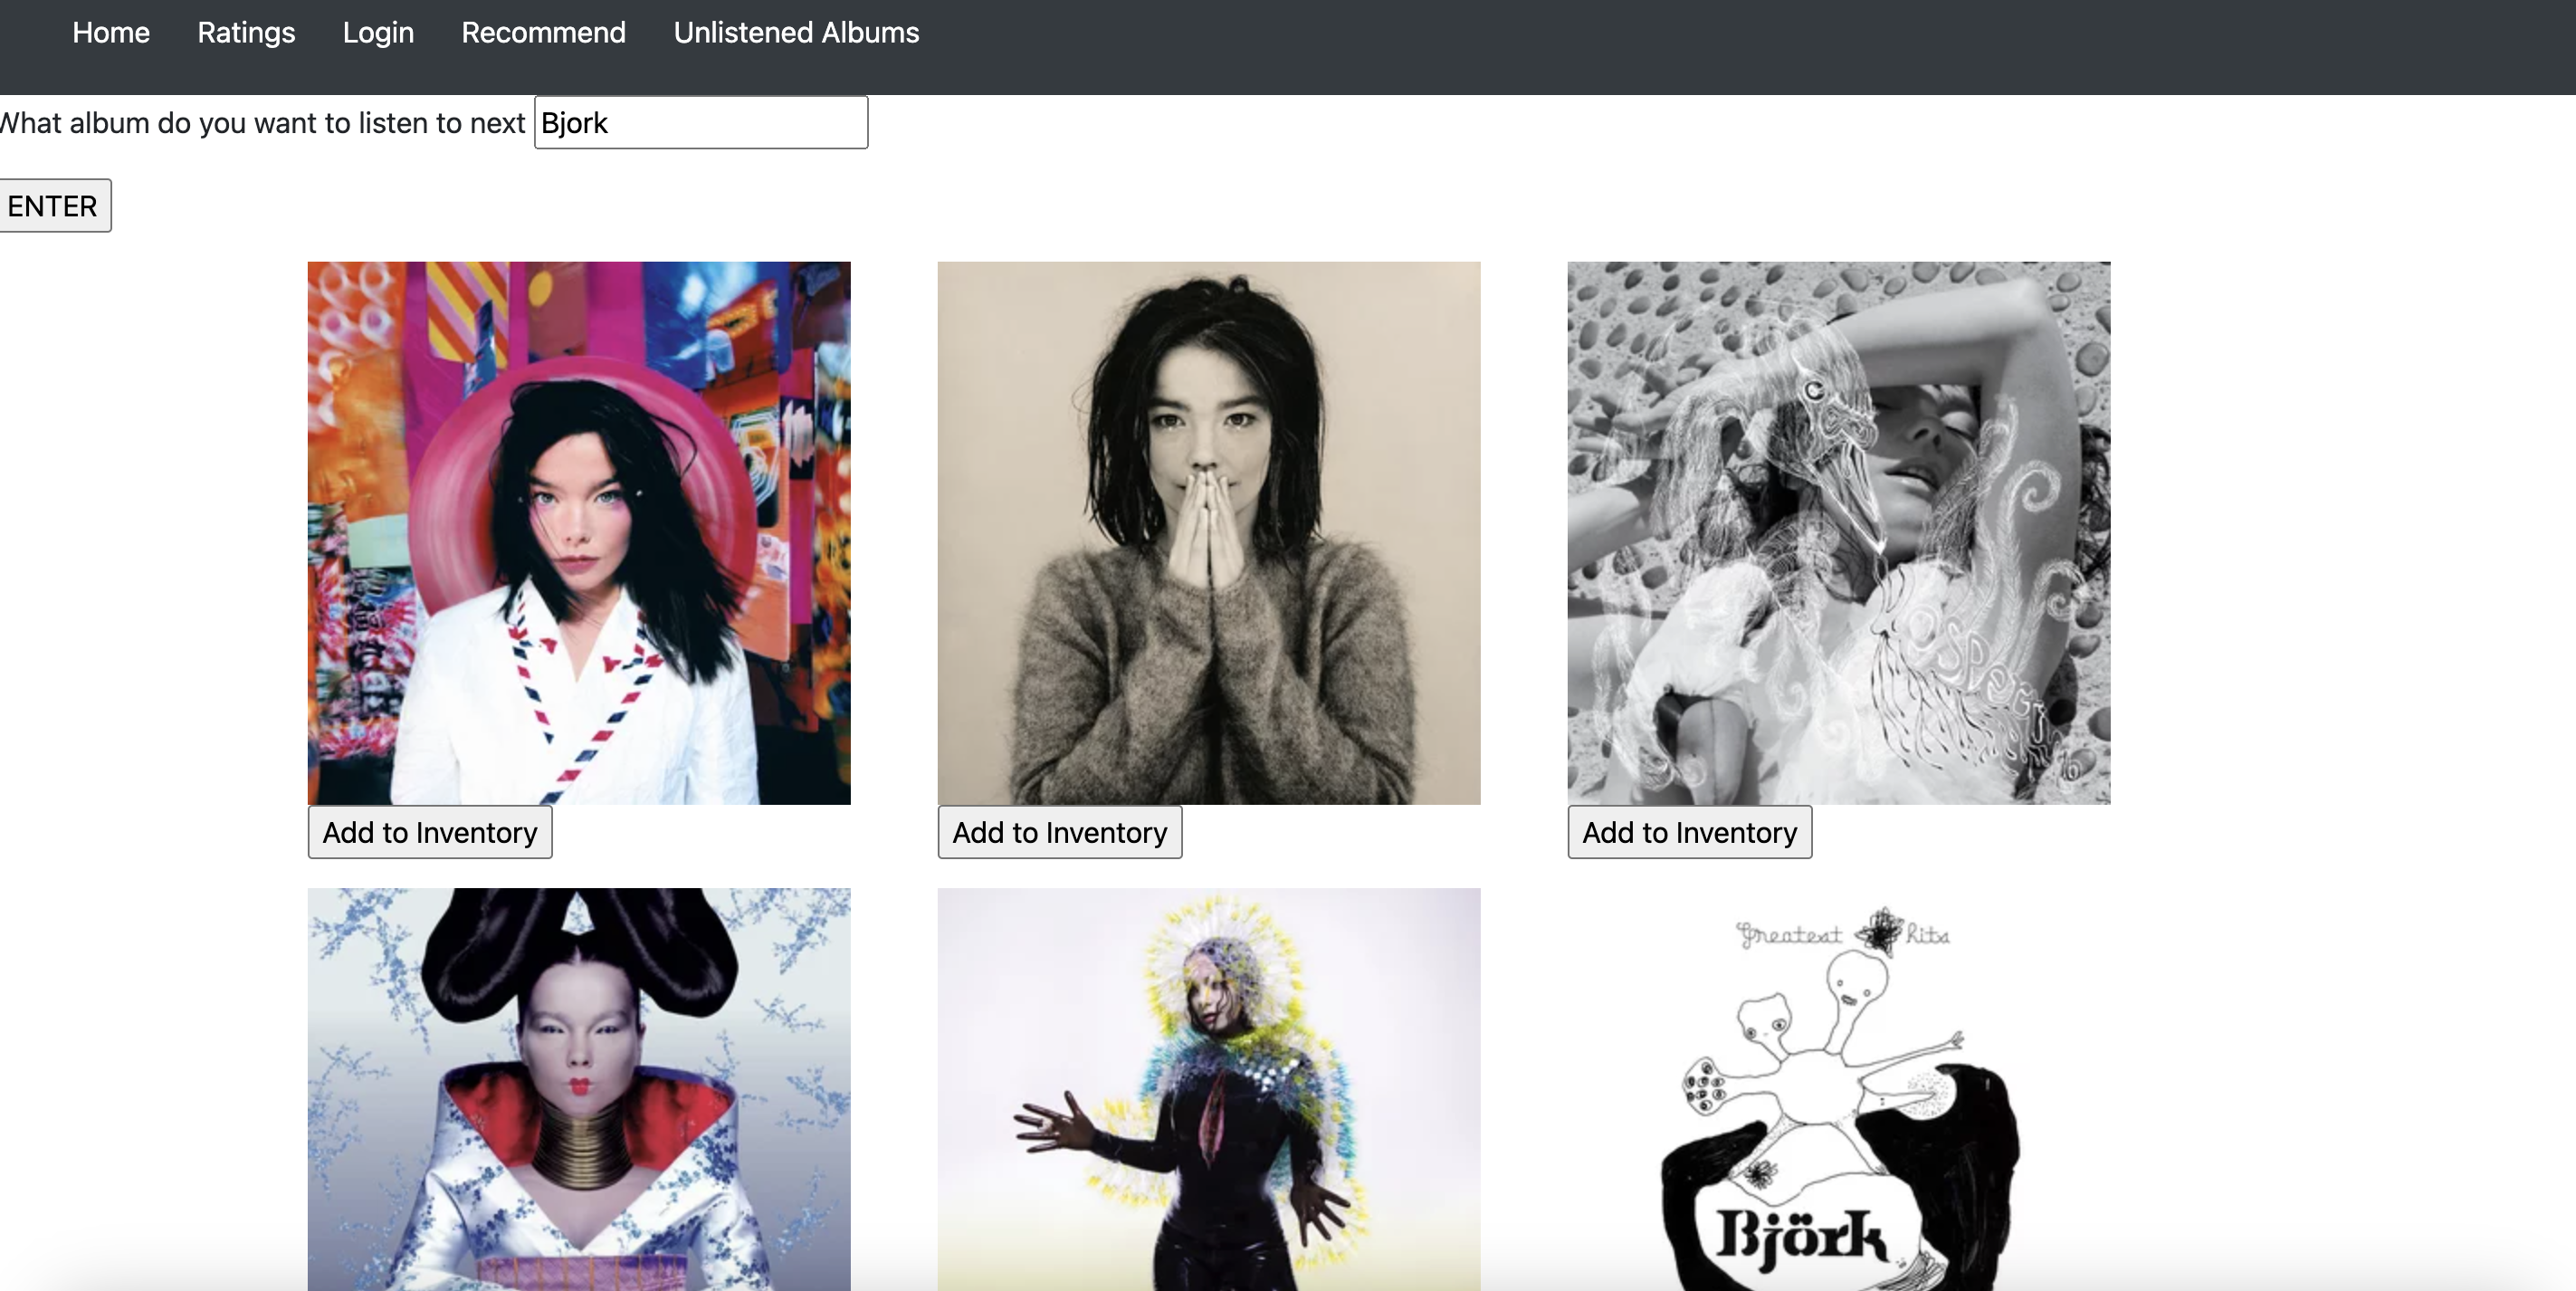 Home Ratings Login Recommend Unlistened Albums
What album do you want to listen to next Bjork
ENTER
Vespertine
Add to Inventory Add to Inventory Add to Inventory
greatest hits
Björk